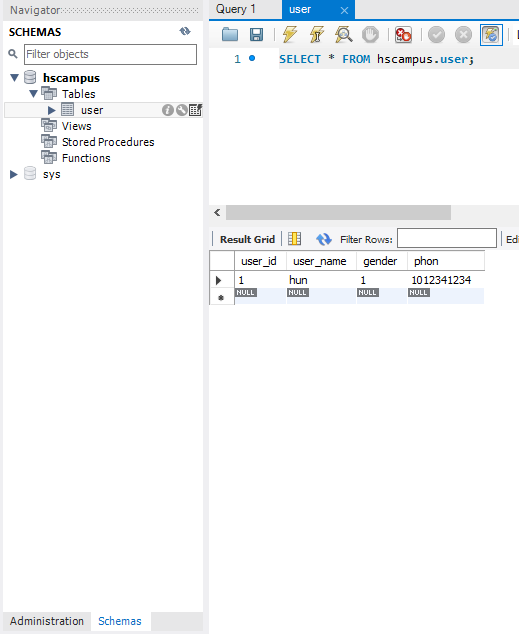 Navigator
SCHEMAS
Filter objects
hscampus
Tables
user
Views
Stored Procedures
Functions
sys
Administration Schemas
Query 1 user
1 SELECT * FROM hscampus.user;
Result Grid Filter Rows: Edi
user_id user_name gender phon
1 hun 1 1012341234
NULL NULL NULL NULL